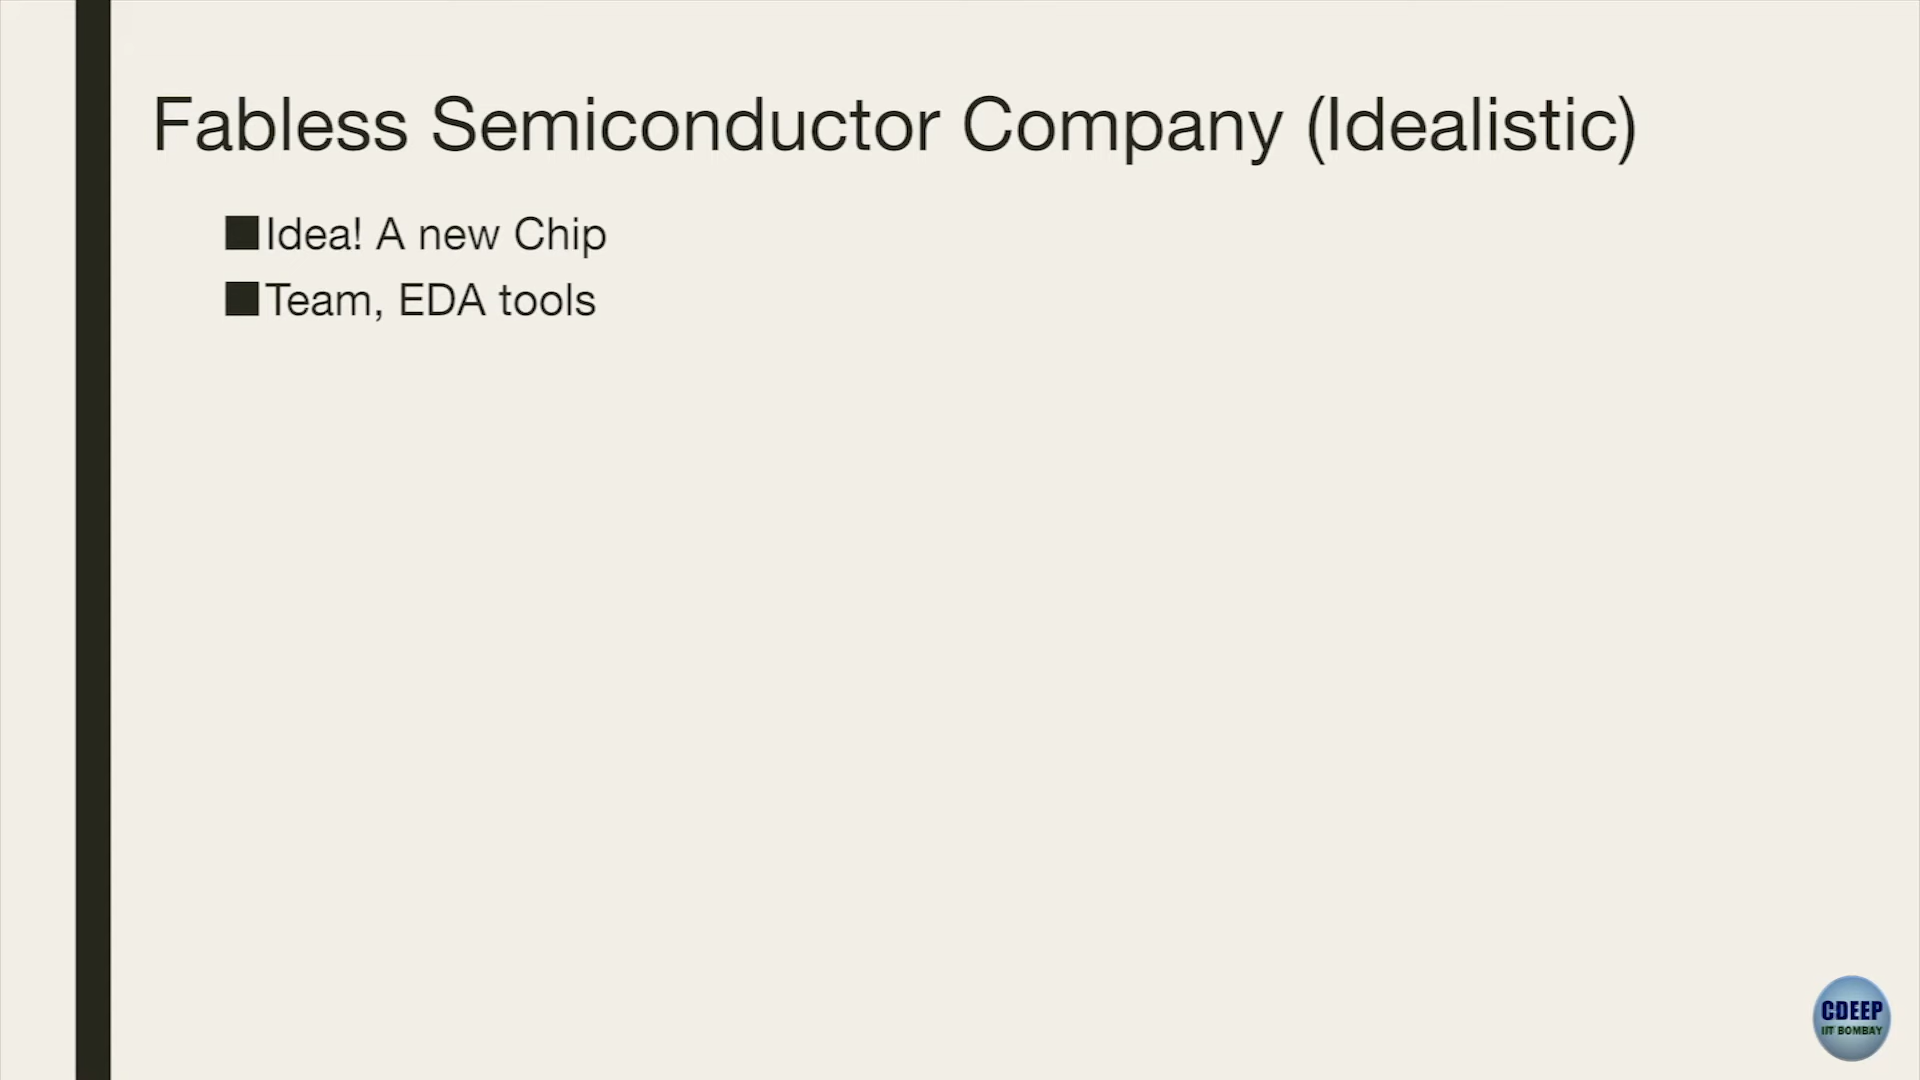 Fabless Semiconductor Company (Idealistic)
Idea! A new Chip
Team, EDA tools
CDEEP
IIT BOMBAY